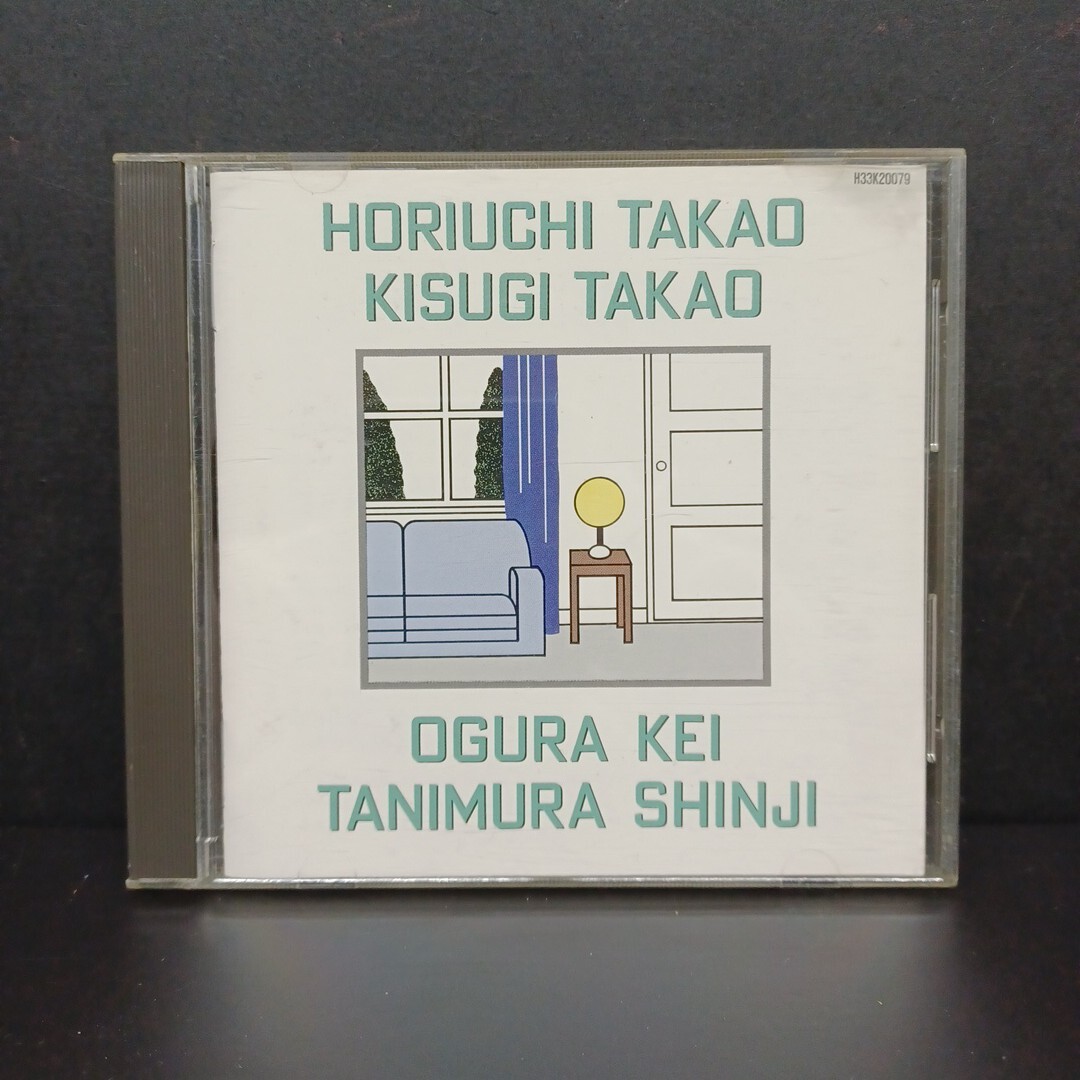 H33K20079
HORIUCHI TAKAO
KISUGI TAKAO
OGURA KEI
TANIMURA SHINJI